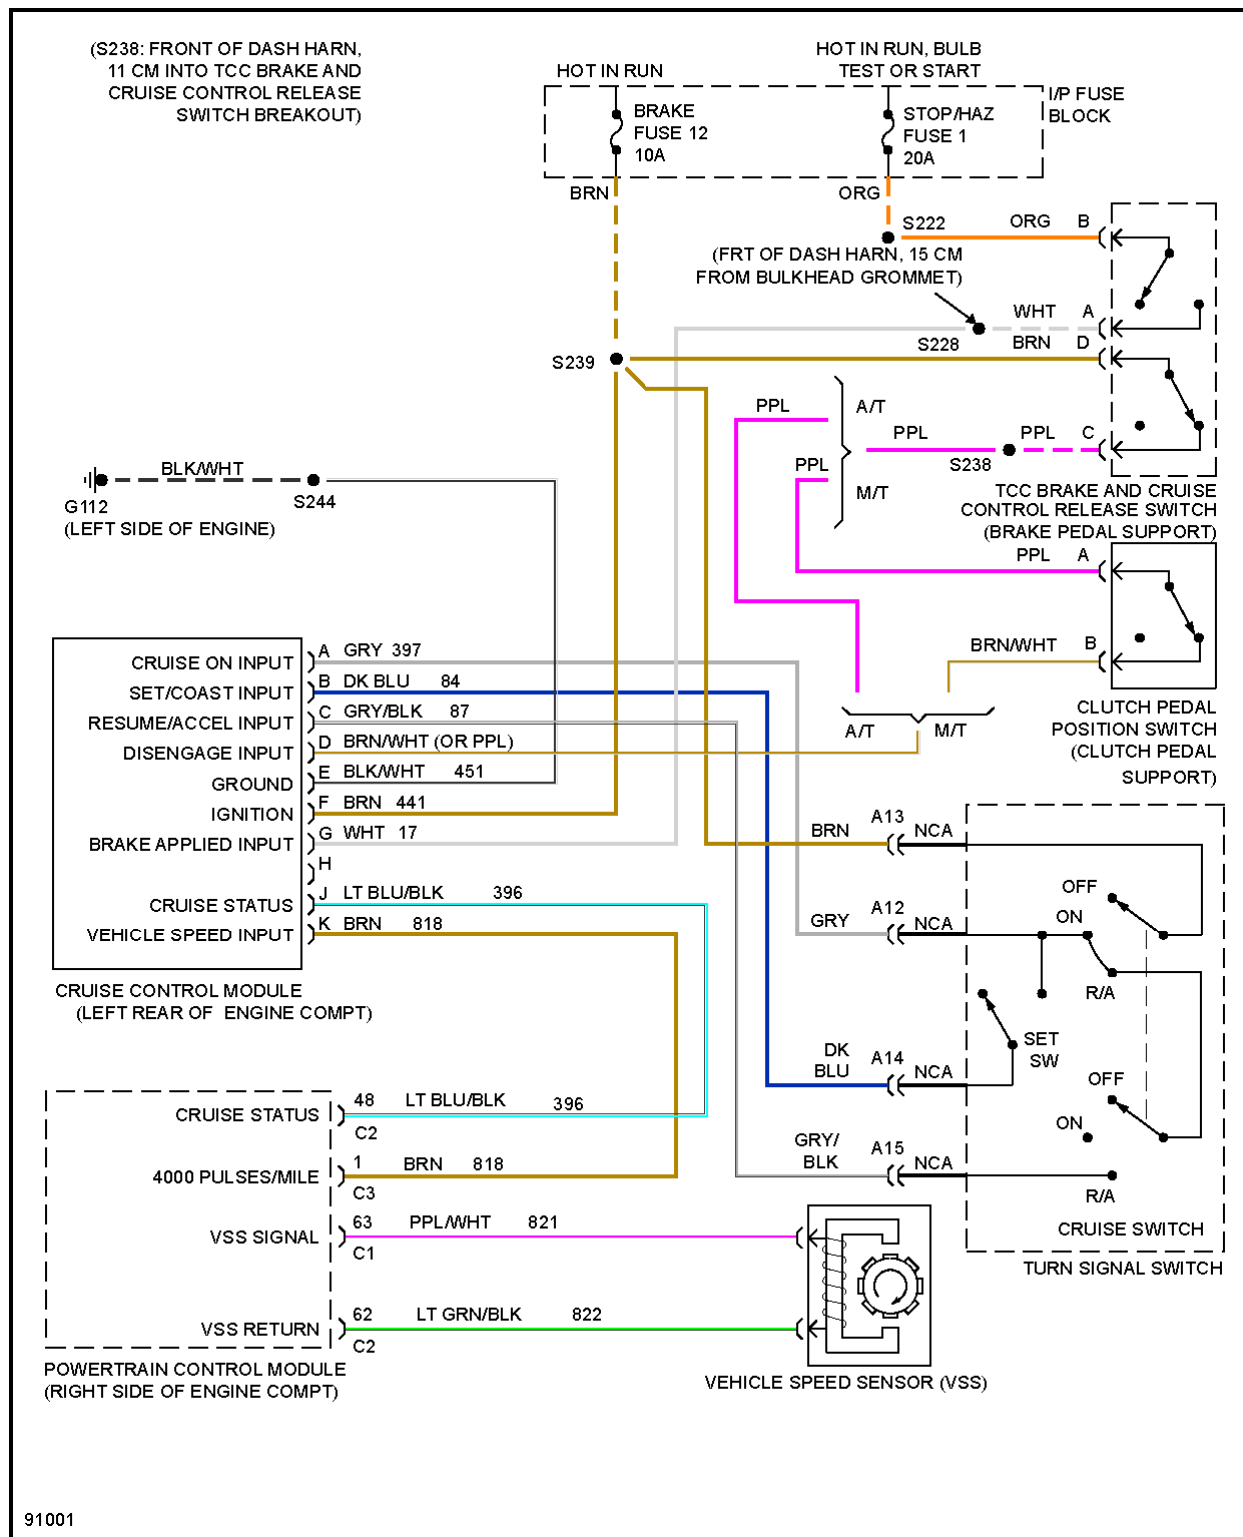 (S238: FRONT OF DASH HARN,
11 CM INTO TCC BRAKE AND
CRUISE CONTROL RELEASE
SWITCH BREAKOUT)
HOT IN RUN
HOT IN RUN, BULB
TEST OR START
I/P FUSE
BLOCK
BRAKE
FUSE 12
10A
STOP/HAZ
FUSE 1
20A
BRN
ORG
S222
ORG
B
(FRT OF DASH HARN, 15 CM
FROM BULKHEAD GROMMET)
WHT
A
S228
BRN
D
S239
PPL
A/T
PPL
PPL
C
S238
PPL
M/T
TCC BRAKE AND CRUISE
CONTROL RELEASE SWITCH
(BRAKE PEDAL SUPPORT)
BLK/WHT
G112
S244
(LEFT SIDE OF ENGINE)
PPL
A
BRN/WHT
B
CLUTCH PEDAL
POSITION SWITCH
(CLUTCH PEDAL
SUPPORT)
A/T
M/T
CRUISE ON INPUT
A
GRY 397
SET/COAST INPUT
B
DK BLU 84
RESUME/ACCEL INPUT
C
GRY/BLK 87
DISENGAGE INPUT
D
BRN/WHT (OR PPL)
GROUND
E
BLK/WHT 451
IGNITION
F
BRN 441
BRAKE APPLIED INPUT
G
WHT 17
H
CRUISE STATUS
J
LT BLU/BLK 396
VEHICLE SPEED INPUT
K
BRN 818
CRUISE CONTROL MODULE
(LEFT REAR OF ENGINE COMPT)
BRN
A13
NCA
OFF
ON
GRY
A12
NCA
R/A
SET
SW
DK
BLU
A14
NCA
OFF
ON
GRY/
BLK
A15
NCA
R/A
CRUISE SWITCH
TURN SIGNAL SWITCH
CRUISE STATUS
48
C2
LT BLU/BLK 396
4000 PULSES/MILE
1
C3
BRN 818
VSS SIGNAL
63
C1
PPL/WHT 821
VSS RETURN
62
C2
LT GRN/BLK 822
POWERTRAIN CONTROL MODULE
(RIGHT SIDE OF ENGINE COMPT)
VEHICLE SPEED SENSOR (VSS)
91001